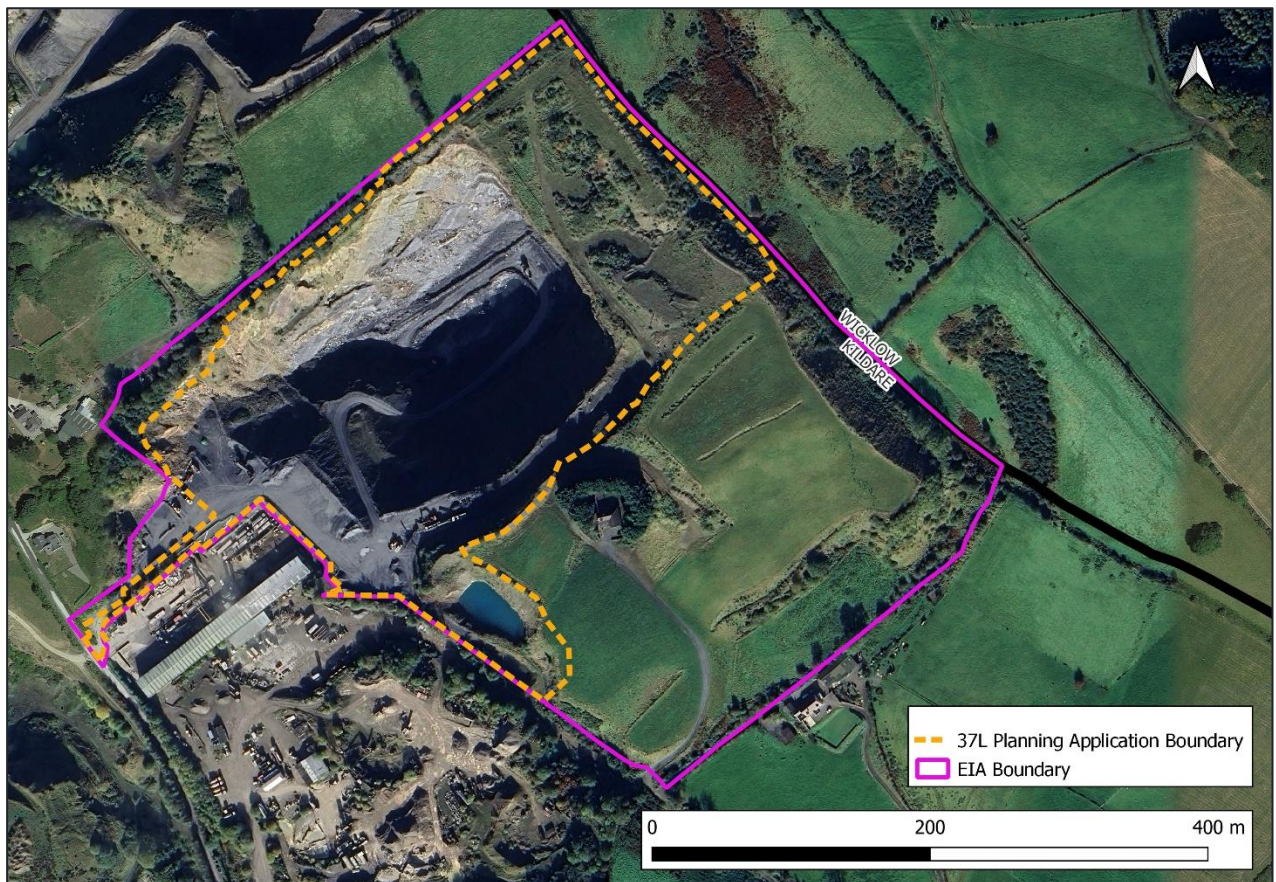 WICKLOW
KILDARE
37L Planning Application Boundary
EIA Boundary
0 200 400 m